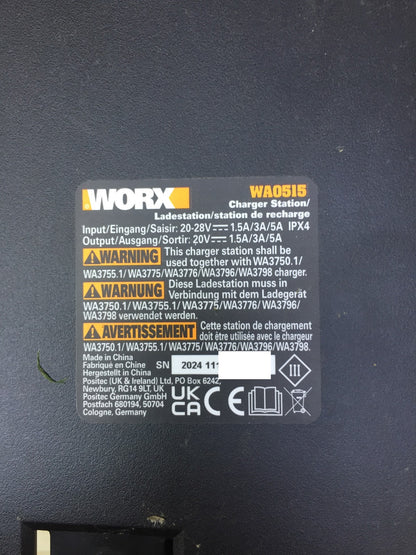 WORX
WA0515
Charger Station/
Ladestation/station de recharge
Input/Eingang/Saisir: 20-28V⎓ 1.5A/3A/5A IPX4
Output/Ausgang/Sortir: 20V⎓ 1.5A/3A/5A
WARNING This charger station shall be
used together with WA3750.1/
WA3755.1/ WA3775/WA3776/WA3796/WA3798 charger.
WARNUNG Diese Ladestation muss in
Verbindung mit dem Ladegerät
WA3750.1/ WA3755.1/ WA3775/ WA3776/ WA3796/
WA3798 verwendet werden.
AVERTISSEMENT Cette station de chargement
doit être utilisée avec le chargeur
WA3750.1/ WA3755.1/ WA3775/ WA3776/WA3796/WA3798.
Made in China
Fabriqué en Chine
Hergestellt in China
SN 2024 111
Positec (UK & Ireland) Ltd, PO Box 6242,
Newbury, RG14 9LT, UK
Positec Germany GmbH
Postfach 680194, 50704
Cologne, Germany
UK
CA
CE
III